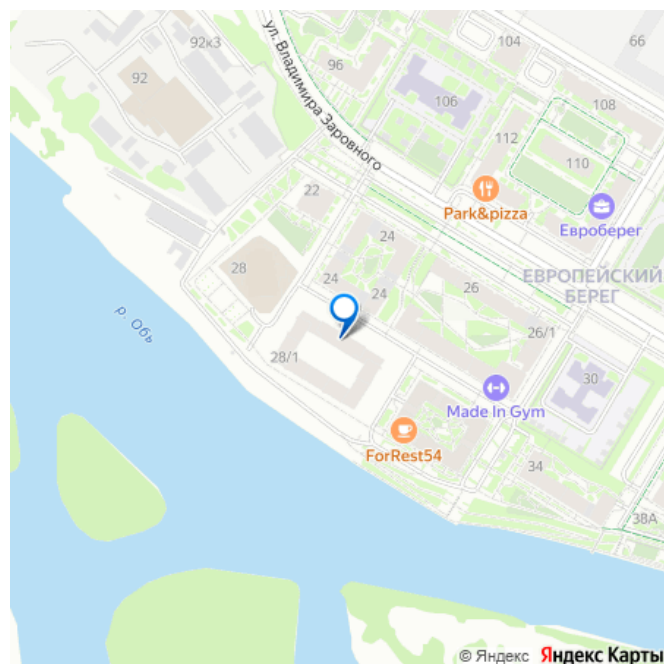 92к3
104
66
96
92
106
108
ул. Владимира Заровного
112
110
22
Park&pizza
Евроберег
24
28
24
24
26
ЕВРОПЕЙСКИЙ
БЕРЕГ
р. Обь
26/1
28/1
30
Made In Gym
ForRest54
34
38А
© Яндекс Яндекс Карты